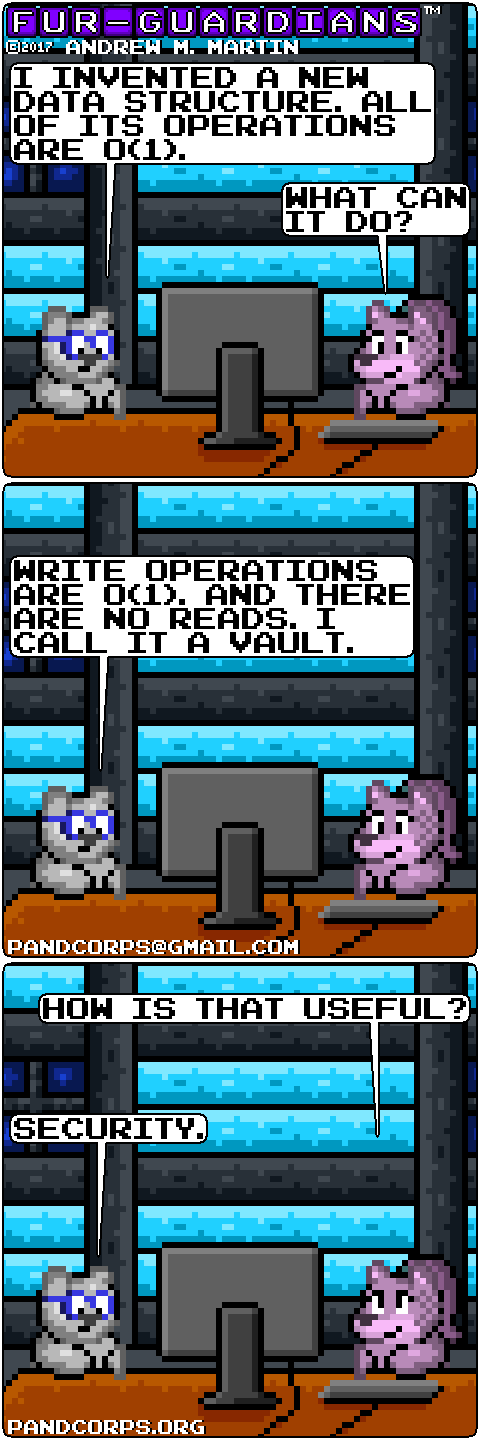 FUR-GUARDIANS™
©2017 ANDREW M. MARTIN
I INVENTED A NEW
DATA STRUCTURE. ALL
OF ITS OPERATIONS
ARE O(1).
WHAT CAN
IT DO?
WRITE OPERATIONS
ARE O(1). AND THERE
ARE NO READS. I
CALL IT A VAULT.
PANDCORPS@GMAIL.COM
HOW IS THAT USEFUL?
SECURITY.
PANDCORPS.ORG